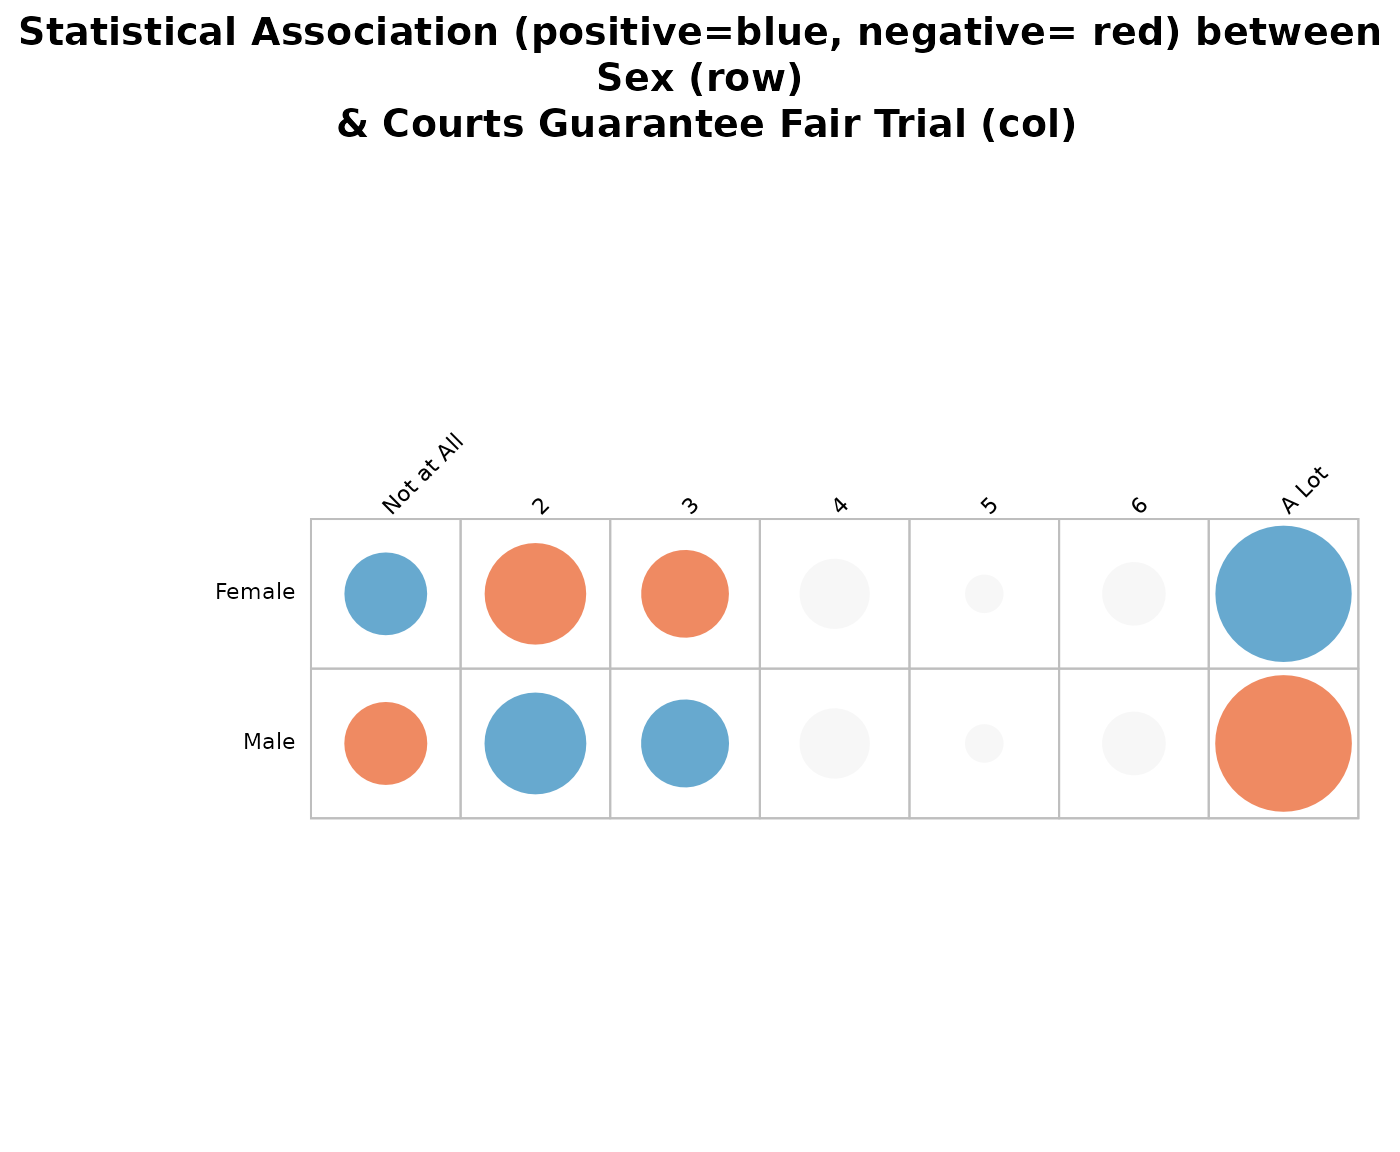 Statistical Association (positive=blue, negative= red) between
Sex (row)
& Courts Guarantee Fair Trial (col)
Not at All
2
3
4
5
6
A Lot
Female
Male